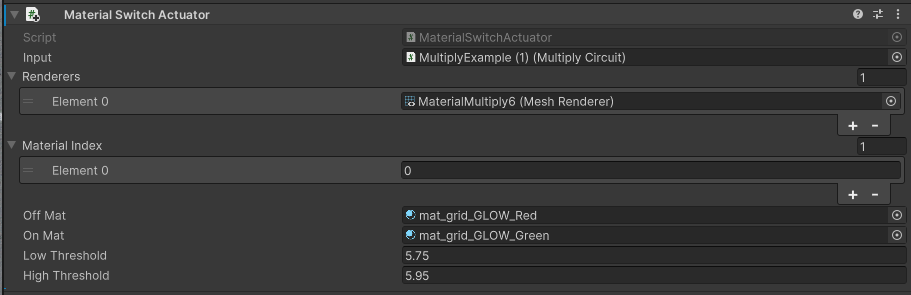 Material Switch Actuator
Script MaterialSwitchActuator
Input MultiplyExample (1) (Multiply Circuit)
Renderers 1
Element 0 MaterialMultiply6 (Mesh Renderer)
+ -
Material Index 1
Element 0 0
+ -
Off Mat mat_grid_GLOW_Red
On Mat mat_grid_GLOW_Green
Low Threshold 5.75
High Threshold 5.95